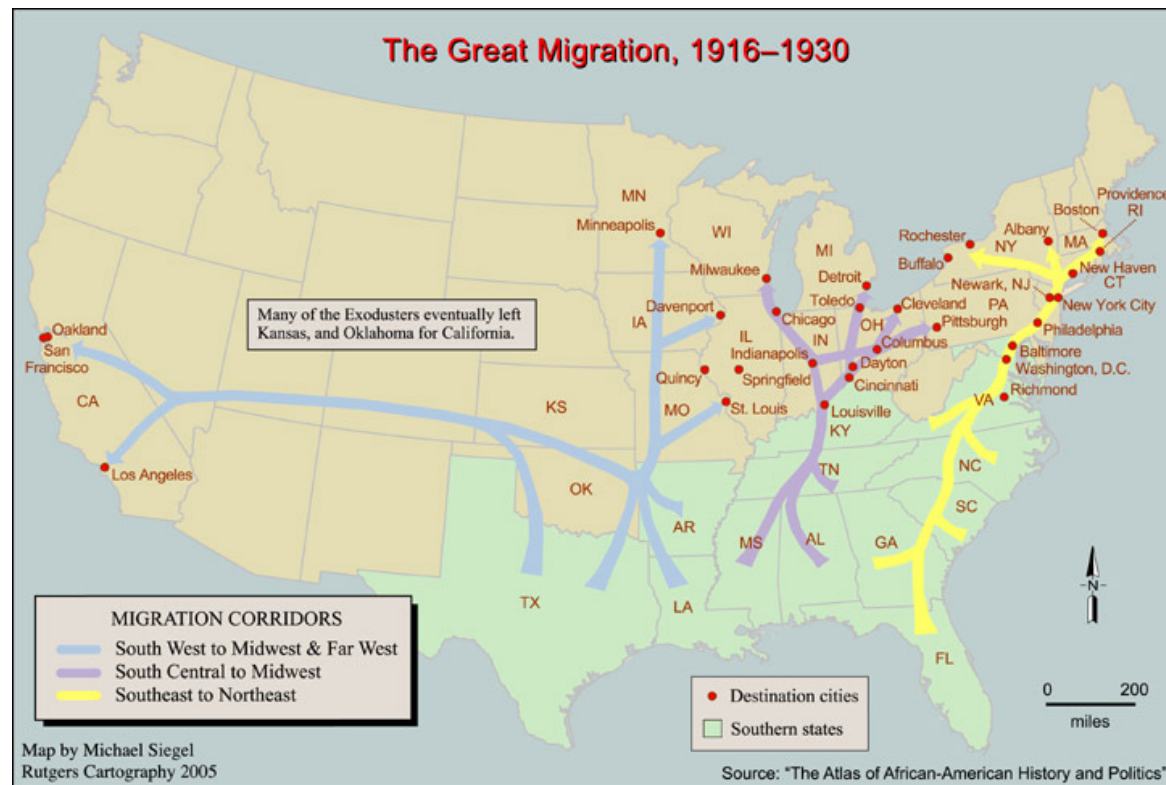 The Great Migration, 1916–1930
MN
Minneapolis
WI
MI
Milwaukee
Detroit
Rochester
Buffalo
Albany
NY
Boston
MA
Providence
RI
New Haven
CT
Newark, NJ
New York City
PA
Philadelphia
Baltimore
Washington, D.C.
Richmond
VA
Many of the Exodusters eventually left
Kansas, and Oklahoma for California.
Davenport
IA
Chicago
Toledo
Cleveland
Pittsburgh
OH
IN
IL
Columbus
Indianapolis
Dayton
Cincinnati
Quincy
Springfield
St. Louis
Louisville
KY
Oakland
San
Francisco
CA
Los Angeles
KS
MO
OK
AR
TN
NC
SC
MS
AL
GA
TX
LA
FL
N
MIGRATION CORRIDORS
South West to Midwest & Far West
South Central to Midwest
Southeast to Northeast
Destination cities
Southern states
0 200
miles
Map by Michael Siegel
Rutgers Cartography 2005
Source: “The Atlas of African-American History and Politics”